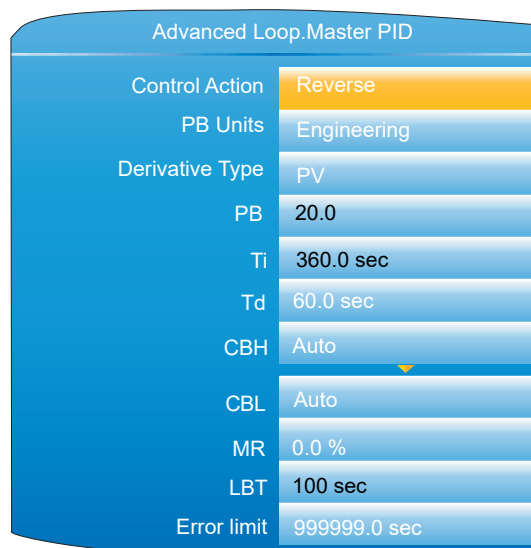 Advanced Loop.Master PID
Control Action Reverse
PB Units Engineering
Derivative Type PV
PB 20.0
Ti 360.0 sec
Td 60.0 sec
CBH Auto
CBL Auto
MR 0.0 %
LBT 100 sec
Error limit 999999.0 sec